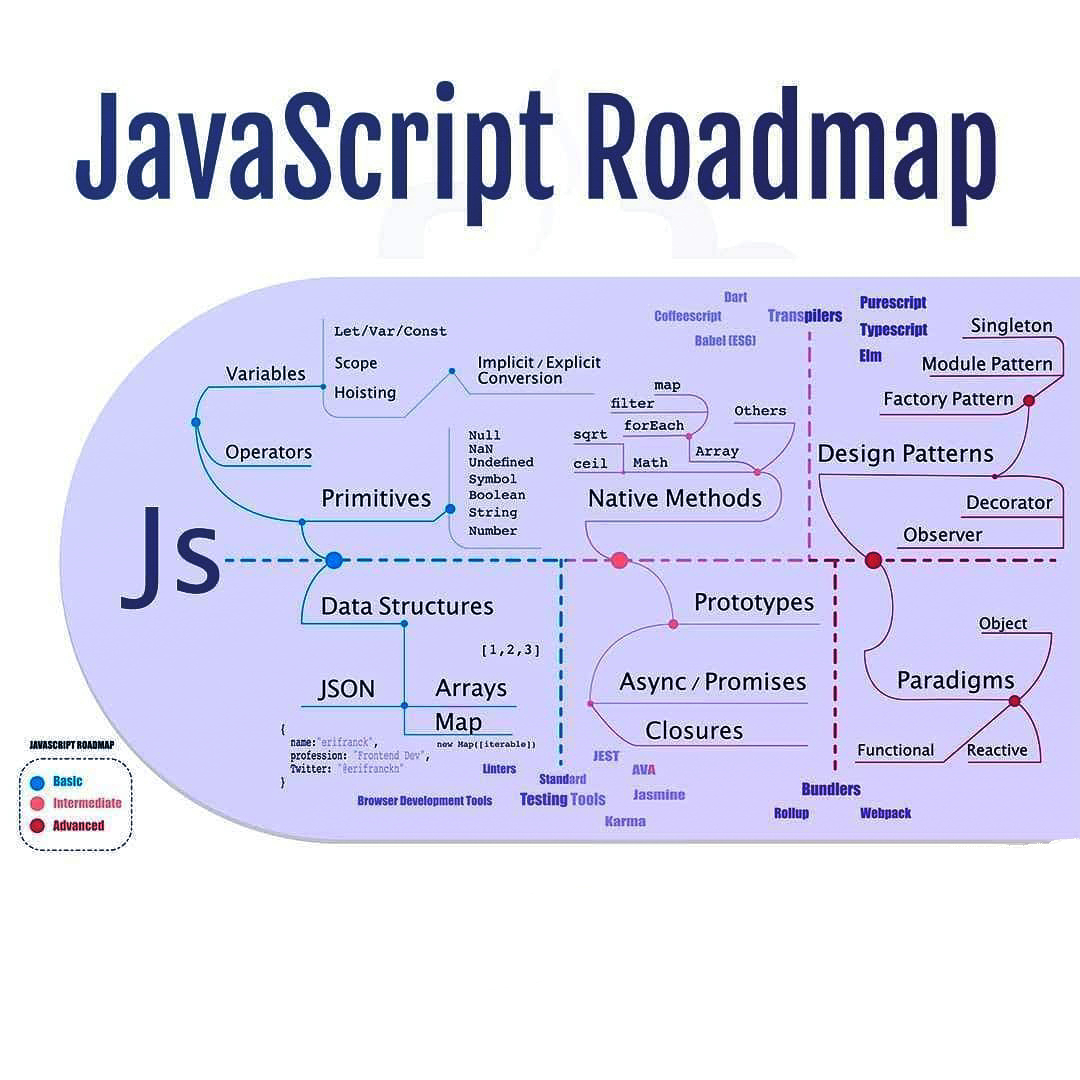 JavaScript Roadmap
Js
Variables
Let/Var/Const
Scope
Hoisting
Implicit / Explicit
Conversion
Operators
Primitives
Null
NaN
Undefined
Symbol
Boolean
String
Number
Data Structures
[1,2,3]
JSON
Arrays
Map
new Map([iterable])
{
name:"erifranck",
profession: "Frontend Dev",
Twitter: "@erifranckn"
}
Linters
Standard
Browser Development Tools
Testing Tools
JEST
AVA
Jasmine
Karma
Dart
Coffeescript
Transpilers
Babel (ES6)
Purescript
Typescript
Elm
map
filter
forEach
Others
sqrt
ceil
Math
Array
Native Methods
Prototypes
Async / Promises
Closures
Singleton
Module Pattern
Factory Pattern
Design Patterns
Decorator
Observer
Object
Paradigms
Functional
Reactive
Bundlers
Rollup
Webpack
JAVASCRIPT ROADMAP
Basic
Intermediate
Advanced